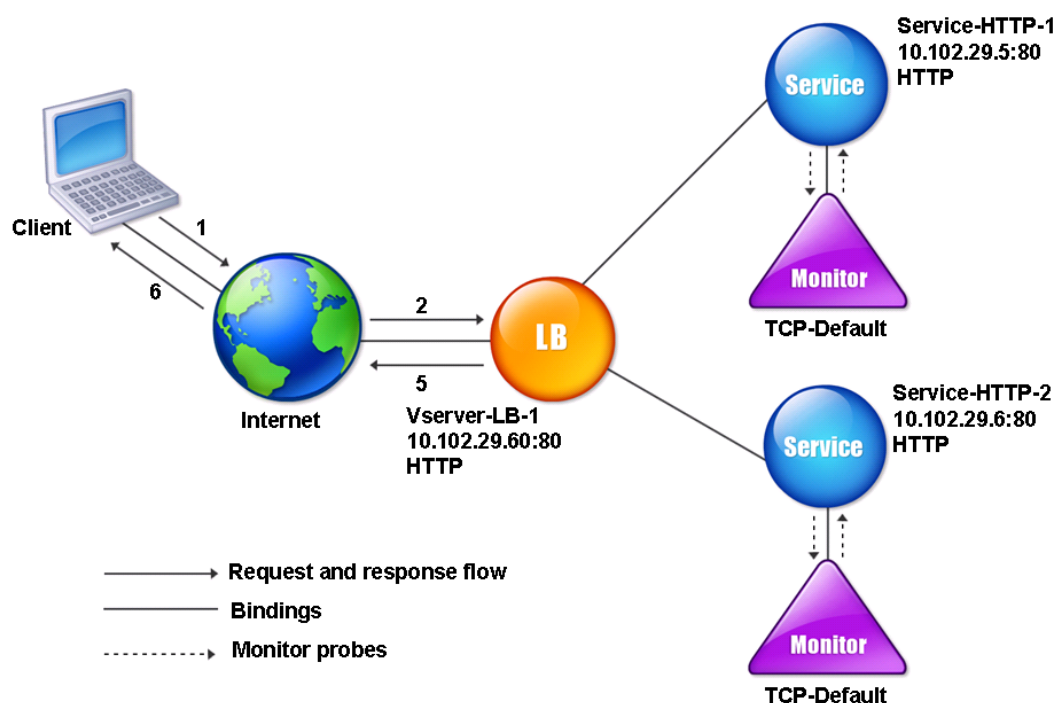 Service-HTTP-1
10.102.29.5:80
HTTP
Service
Monitor
TCP-Default
Client
1
6
Internet
2
5
LB
Vserver-LB-1
10.102.29.60:80
HTTP
Service-HTTP-2
10.102.29.6:80
HTTP
Service
Monitor
TCP-Default
Request and response flow
Bindings
Monitor probes